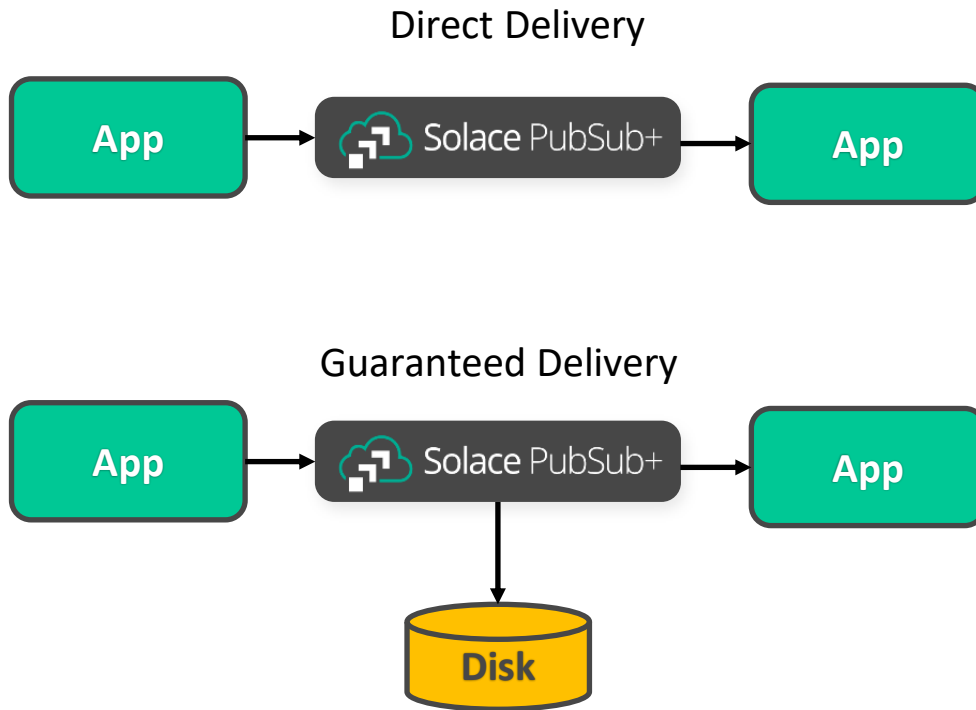 Direct Delivery
App
Solace PubSub+
App
Guaranteed Delivery
App
Solace PubSub+
App
Disk